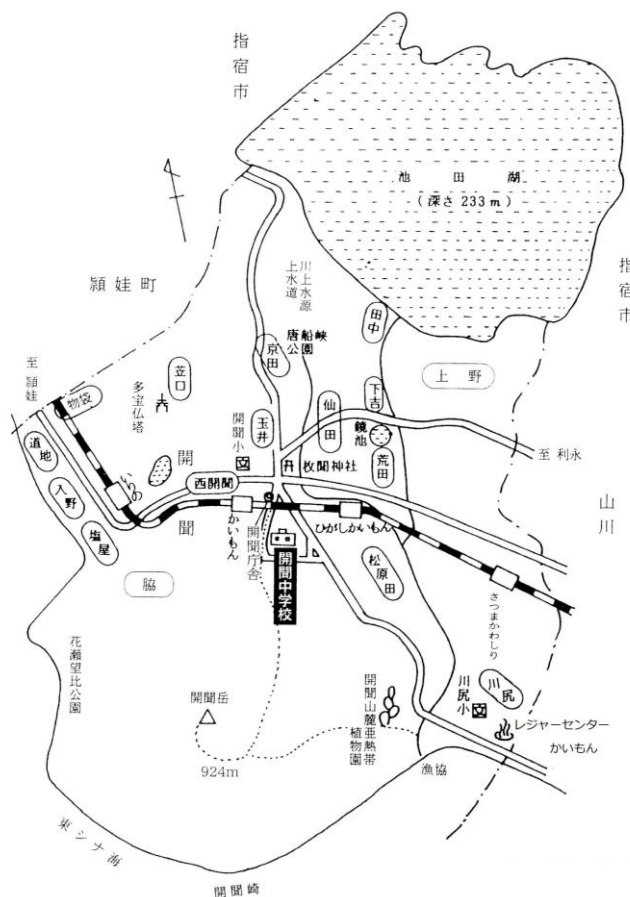 指宿市
池田湖
(深さ 233 m)
指宿市
川上水源
上水道
頴娃町
田中
唐船峡
公園
京田
至頴娃
物袋
笠口
多宝仏塔
上野
下吉
仙田
鏡池
玉井
開聞小
道地
荒田
至利永
枚聞神社
西開聞
開聞
入野
いりの
山川
かいもん
ひがしかいもん
塩屋
開聞庁舎
開聞中学校
松原田
脇
さつまかわしり
花瀬望比公園
開聞岳
924m
開聞山麓亜熱帯
植物園
川尻
川尻小
レジャーセンター
かいもん
漁協
東シナ海
開聞崎